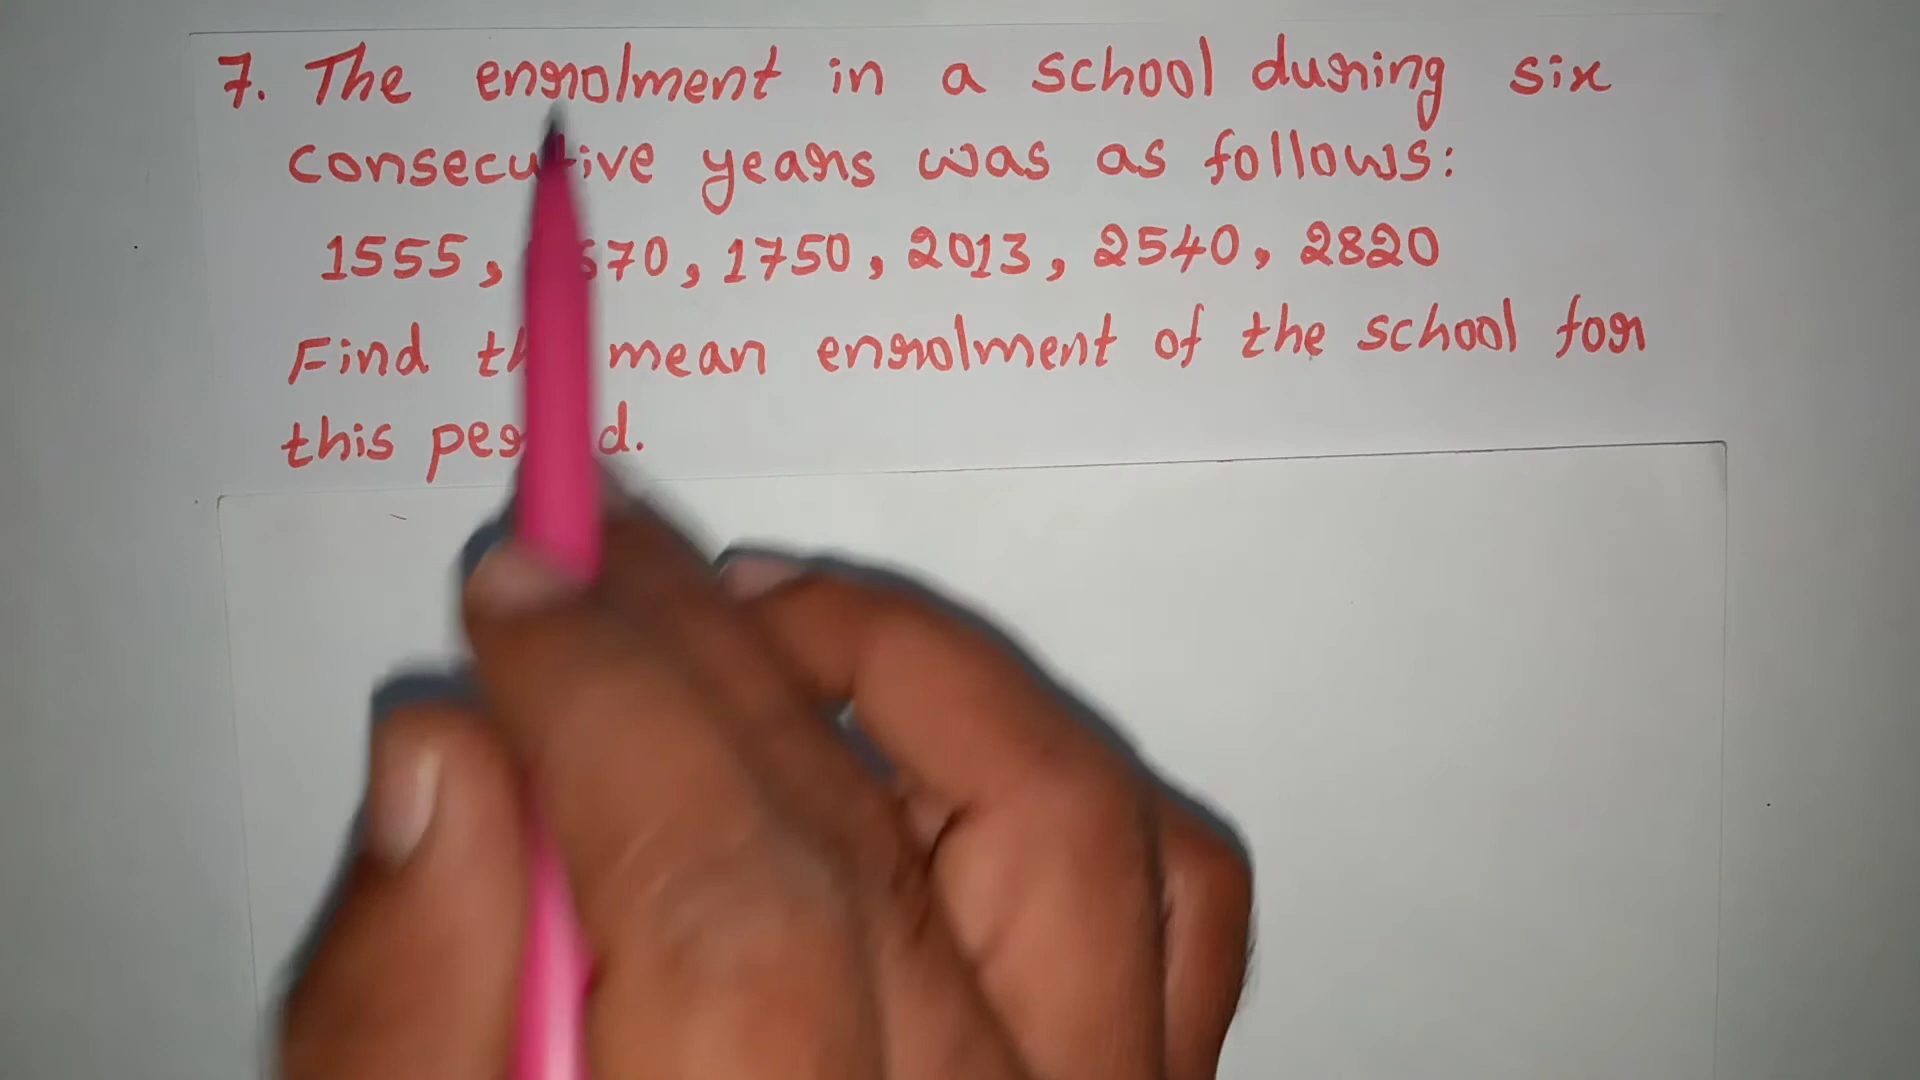 7. The enrolment in a school during six
years was as follows:
1555, 1750, 2013, 2540, 2820
Find mean enrolment of the school for
this